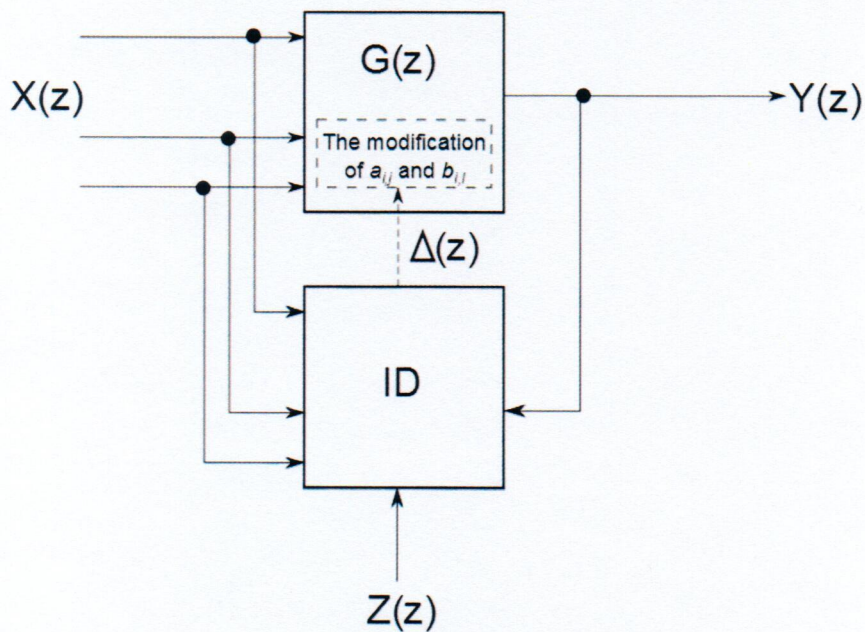 G(z)
X(z)
Y(z)
The modification
of a_{i,j} and b_{i,l}
Δ(z)
ID
Z(z)